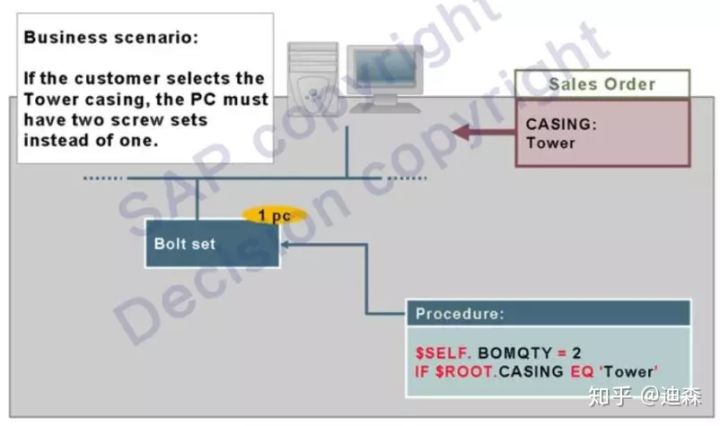 Business scenario:
If the customer selects the
Tower casing, the PC must
have two screw sets
instead of one.
Sales Order
CASING:
Tower
1 pc
Bolt set
Procedure:
$SELF. BOMQTY = 2
IF $ROOT.CASING EQ ‘Tower’
SAP copyright
Decision copyright
知乎 @迪森